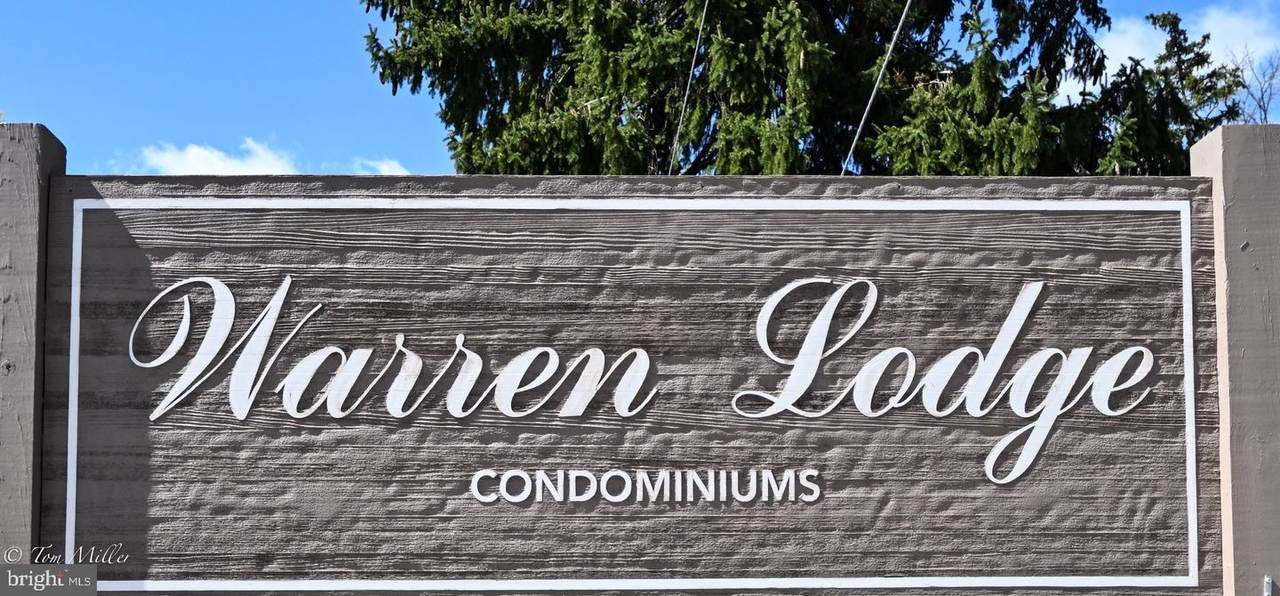 Warren Lodge
CONDOMINIUMS
© Tom Miller
bright MLS